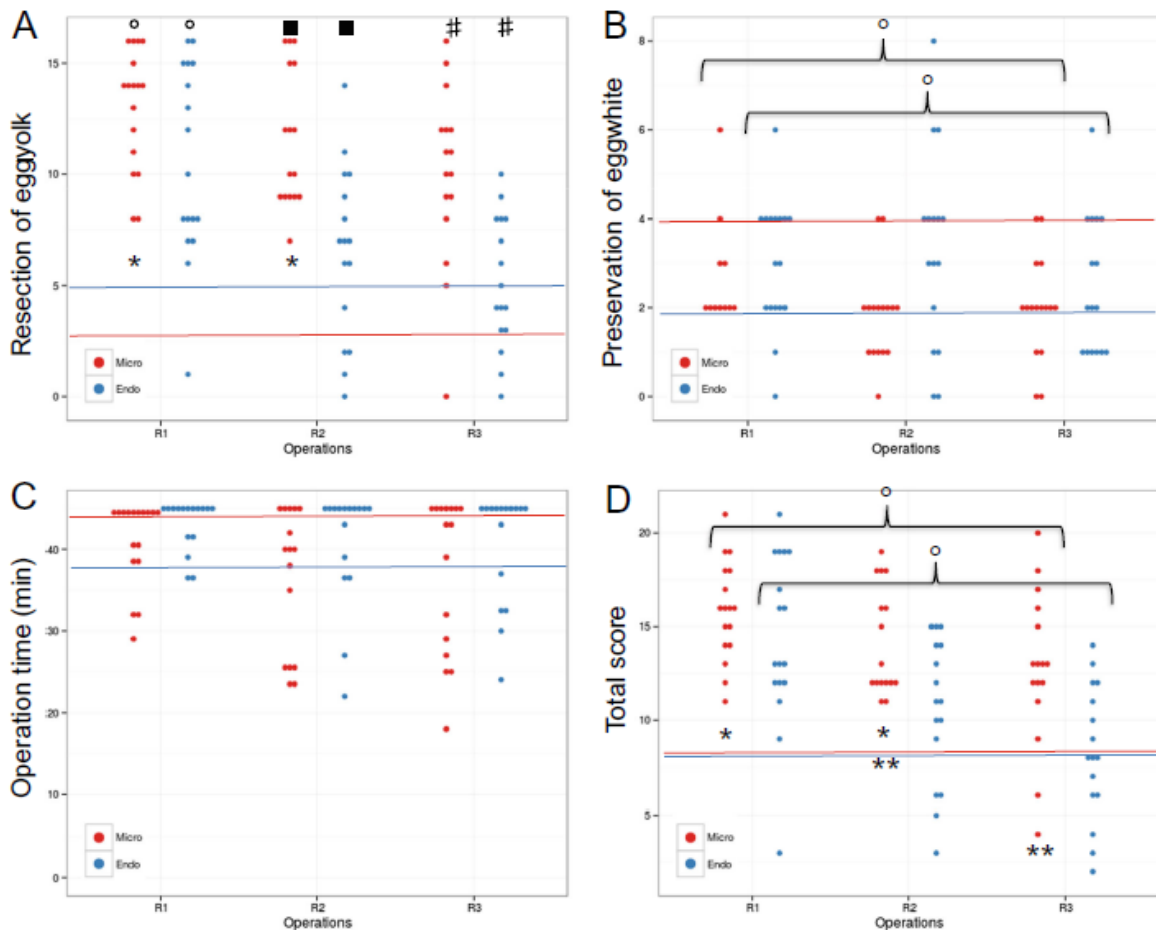 A
Resection of eggyolk
○ ○ ■ ■ # #
15
10
5
0
* *
Micro
Endo
R1 R2 R3
Operations
B
Preservation of eggwhite
○
○
8
6
4
2
0
Micro
Endo
R1 R2 R3
Operations
C
Operation time (min)
40
30
20
10
0
Micro
Endo
R1 R2 R3
Operations
D
Total score
○
○
20
15
10
5
* *
** **
Micro
Endo
R1 R2 R3
Operations